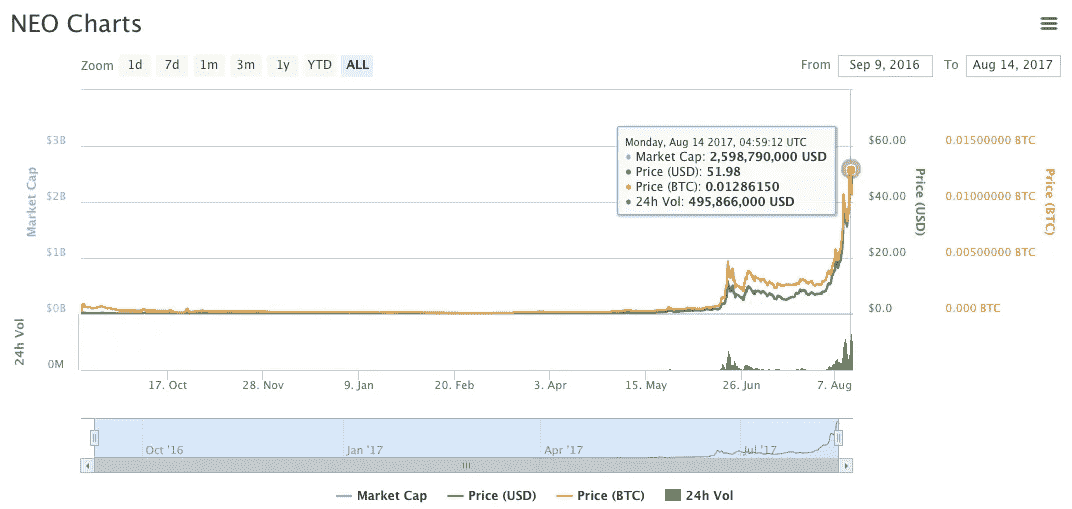 NEO Charts
Zoom 1d 7d 1m 3m 1y YTD ALL
From Sep 9, 2016 To Aug 14, 2017
$3B
$2B
$1B
$0B
Market Cap
24h Vol
0M
Monday, Aug 14 2017, 04:59:12 UTC
Market Cap: 2,598,790,000 USD
Price (USD): 51.98
Price (BTC): 0.01286150
24h Vol: 495,866,000 USD
$60.00
$40.00
$20.00
$0.0
Price (USD)
0.01500000 BTC
0.01000000 BTC
0.00500000 BTC
0.000 BTC
Price (BTC)
17. Oct 28. Nov 9. Jan 20. Feb 3. Apr 15. May 26. Jun 7. Aug
Oct '16 Jan '17 Apr '17 Jul '17
Market Cap Price (USD) Price (BTC) 24h Vol